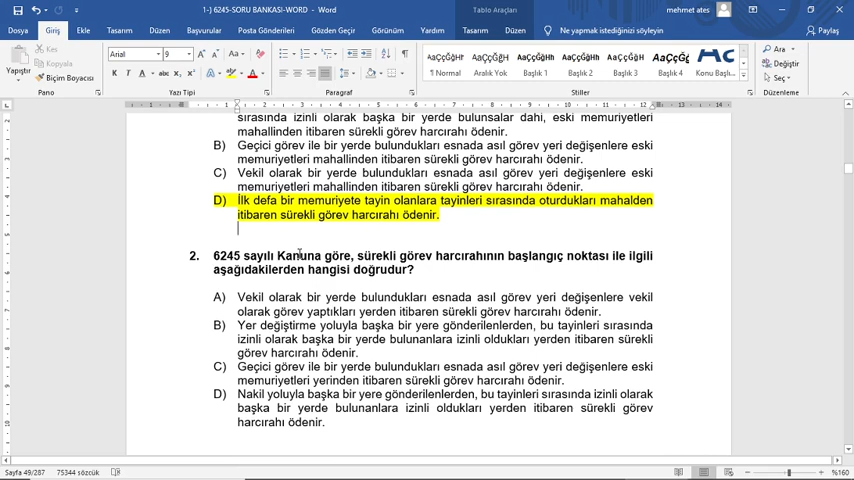 1-) 6245-SORU BANKASI-WORD - Word
Tablo Araçları
mehmet ates
Dosya Giriş Ekle Tasarım Düzen Başvurular Posta Gönderileri Gözden Geçir Görünüm Yardım Tasarım Düzen Ne yapmak istediğinizi söyleyin Paylaş
Yapıştır
Kes
Kopyala
Biçim Boyacısı
Arial 9
AaÇçĞğHh AaÇçĞğHh AaÇçĞğHh AaÇçĞğHh AaÇçĞğHh AaÇçĞğ
1 Normal Aralık Yok Başlık 1 Başlık 2 Başlık 3 Başlık 4 Konu Başlı...
Ara
Değiştir
Seç
Pano Yazı Tipi Paragraf Stiller Düzenleme
sırasında izinli olarak başka bir yerde bulunsalar dahi, eski memuriyetleri
mahallinden itibaren sürekli görev harcırahı ödenir.
B) Geçici görev ile bir yerde bulundukları esnada asıl görev yeri değişenlere eski
memuriyetleri mahallinden itibaren sürekli görev harcırahı ödenir.
C) Vekil olarak bir yerde bulundukları esnada asıl görev yeri değişenlere eski
memuriyetleri mahallinden itibaren sürekli görev harcırahı ödenir.
D) İlk defa bir memuriyete tayin olanlara tayinleri sırasında oturdukları mahalden
itibaren sürekli görev harcırahı ödenir.
2. 6245 sayılı Kanuna göre, sürekli görev harcırahının başlangıç noktası ile ilgili
aşağıdakilerden hangisi doğrudur?
A) Vekil olarak bir yerde bulundukları esnada asıl görev yeri değişenlere vekil
olarak görev yaptıkları yerden itibaren sürekli görev harcırahı ödenir.
B) Yer değiştirme yoluyla başka bir yere gönderilenlerden, bu tayinleri sırasında
izinli olarak başka bir yerde bulunanlara izinli oldukları yerden itibaren sürekli
görev harcırahı ödenir.
C) Geçici görev ile bir yerde bulundukları esnada asıl görev yeri değişenlere eski
memuriyetleri yerinden itibaren sürekli görev harcırahı ödenir.
D) Nakil yoluyla başka bir yere gönderilenlerden, bu tayinleri sırasında izinli olarak
başka bir yerde bulunanlara izinli oldukları yerden itibaren sürekli görev
harcırahı ödenir.
Sayfa 49/287 75344 sözcük %160